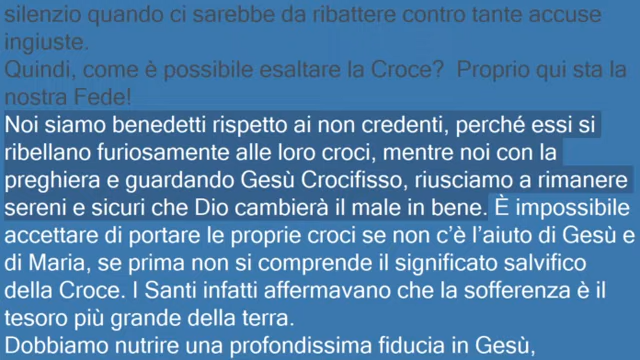 silenzio quando ci sarebbe da ribattere contro tante accuse
ingiuste.
Quindi, come è possibile esaltare la Croce?  Proprio qui sta la
nostra Fede!
Noi siamo benedetti rispetto ai non credenti, perché essi si
ribellano furiosamente alle loro croci, mentre noi con la
preghiera e guardando Gesù Crocifisso, riusciamo a rimanere
sereni e sicuri che Dio cambierà il male in bene. È impossibile
accettare di portare le proprie croci se non c’è l’aiuto di Gesù e
di Maria, se prima non si comprende il significato salvifico
della Croce. I Santi infatti affermavano che la sofferenza è il
tesoro più grande della terra.
Dobbiamo nutrire una profondissima fiducia in Gesù,